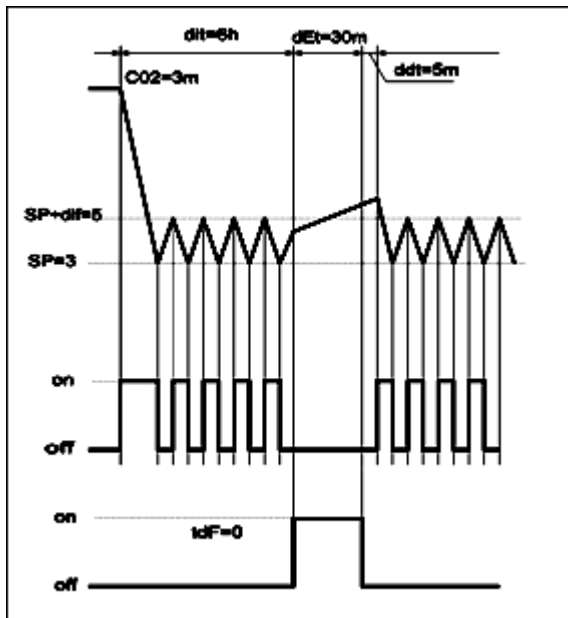 dit=6h
dEt=30m
C02=3m
ddt=5m
SP+dif=5
SP=3
on
off
on
tdF=0
off